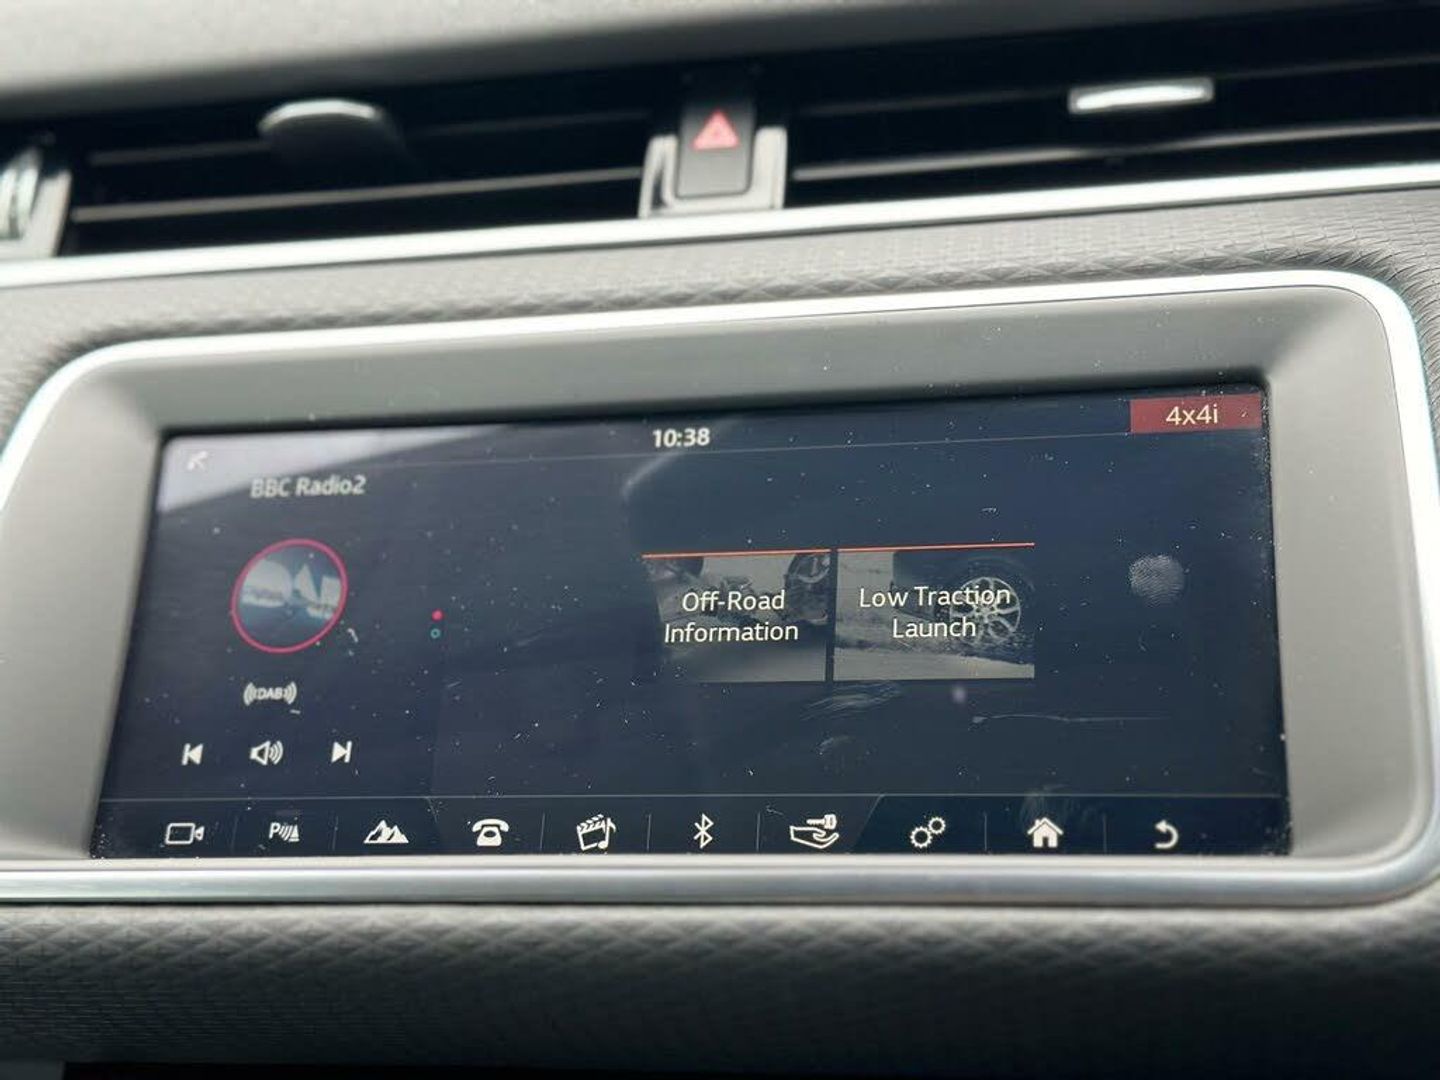 10:38
4x4i
BBC Radio2
Off-Road
Information
Low Traction
Launch
DAB
P